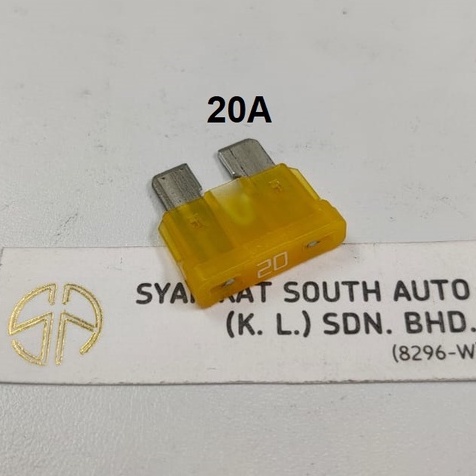 20A
20
SOUTH AUTO
(K. L.) SDN. BHD.
(8296-W